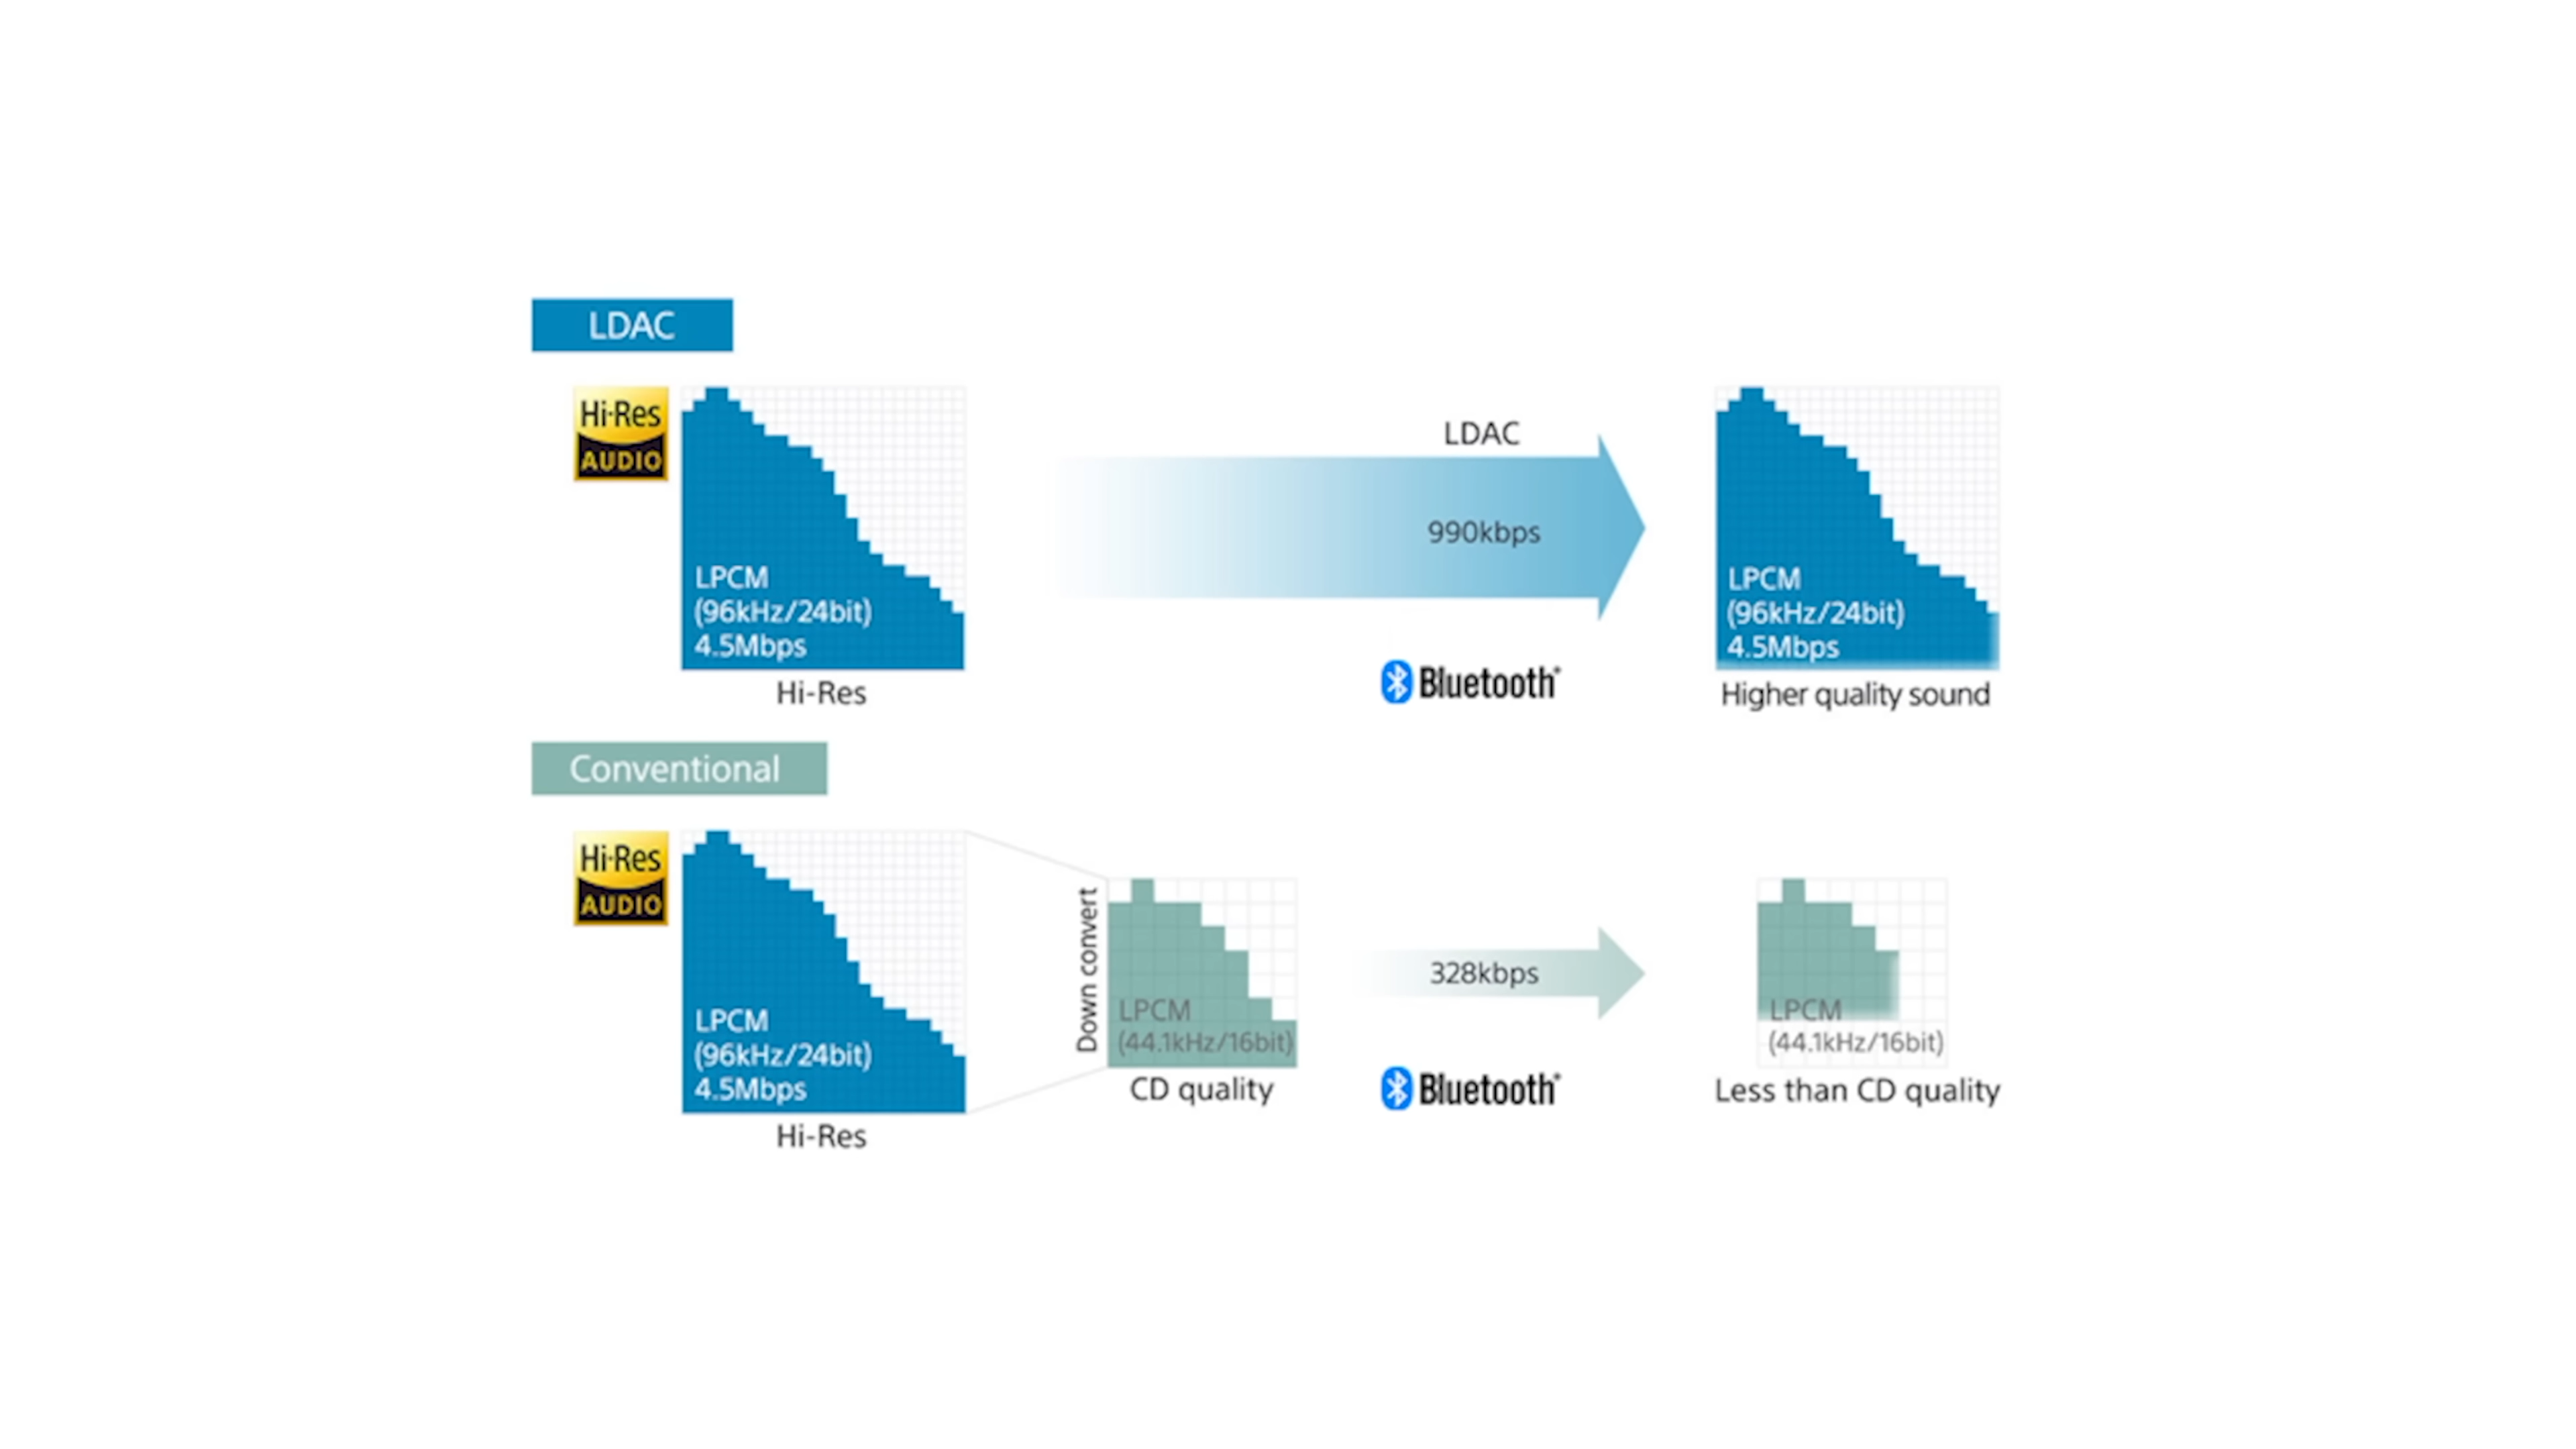 LDAC
Hi-Res
AUDIO
LPCM
(96kHz/24bit)
4.5Mbps
Hi-Res
LDAC
990kbps
Bluetooth®
LPCM
(96kHz/24bit)
4.5Mbps
Higher quality sound
Conventional
Hi-Res
AUDIO
LPCM
(96kHz/24bit)
4.5Mbps
Hi-Res
Down convert
LPCM
(44.1kHz/16bit)
CD quality
328kbps
Bluetooth®
LPCM
(44.1kHz/16bit)
Less than CD quality